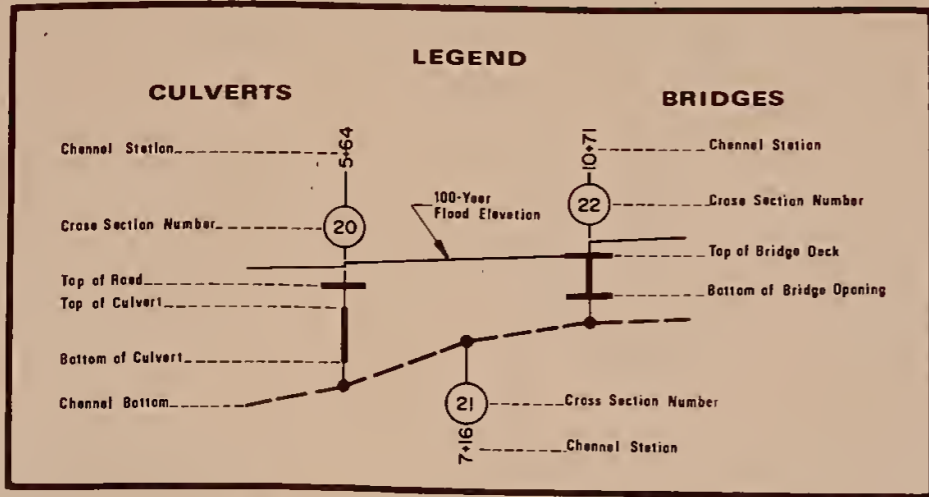 LEGEND
CULVERTS
BRIDGES
Channel Station
5+64
10+71
Channel Station
100-Year
Flood Elevation
Cross Section Number
20
22
Cross Section Number
Top of Road
Top of Bridge Deck
Top of Culvert
Bottom of Bridge Opening
Bottom of Culvert
Channel Bottom
21
Cross Section Number
7+16
Channel Station